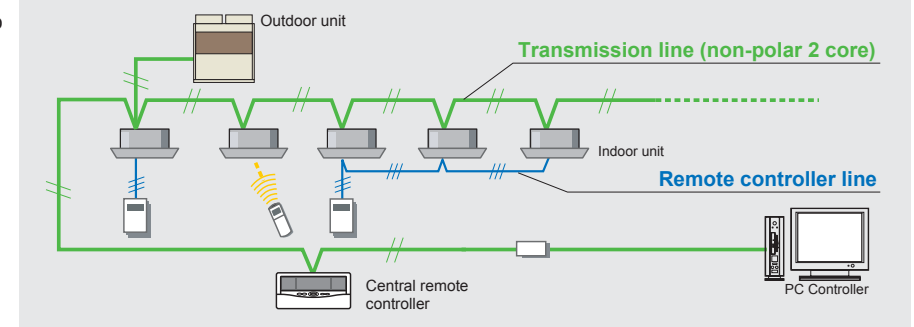 Outdoor unit
Transmission line (non-polar 2 core)
Indoor unit
Remote controller line
Central remote
controller
PC Controller